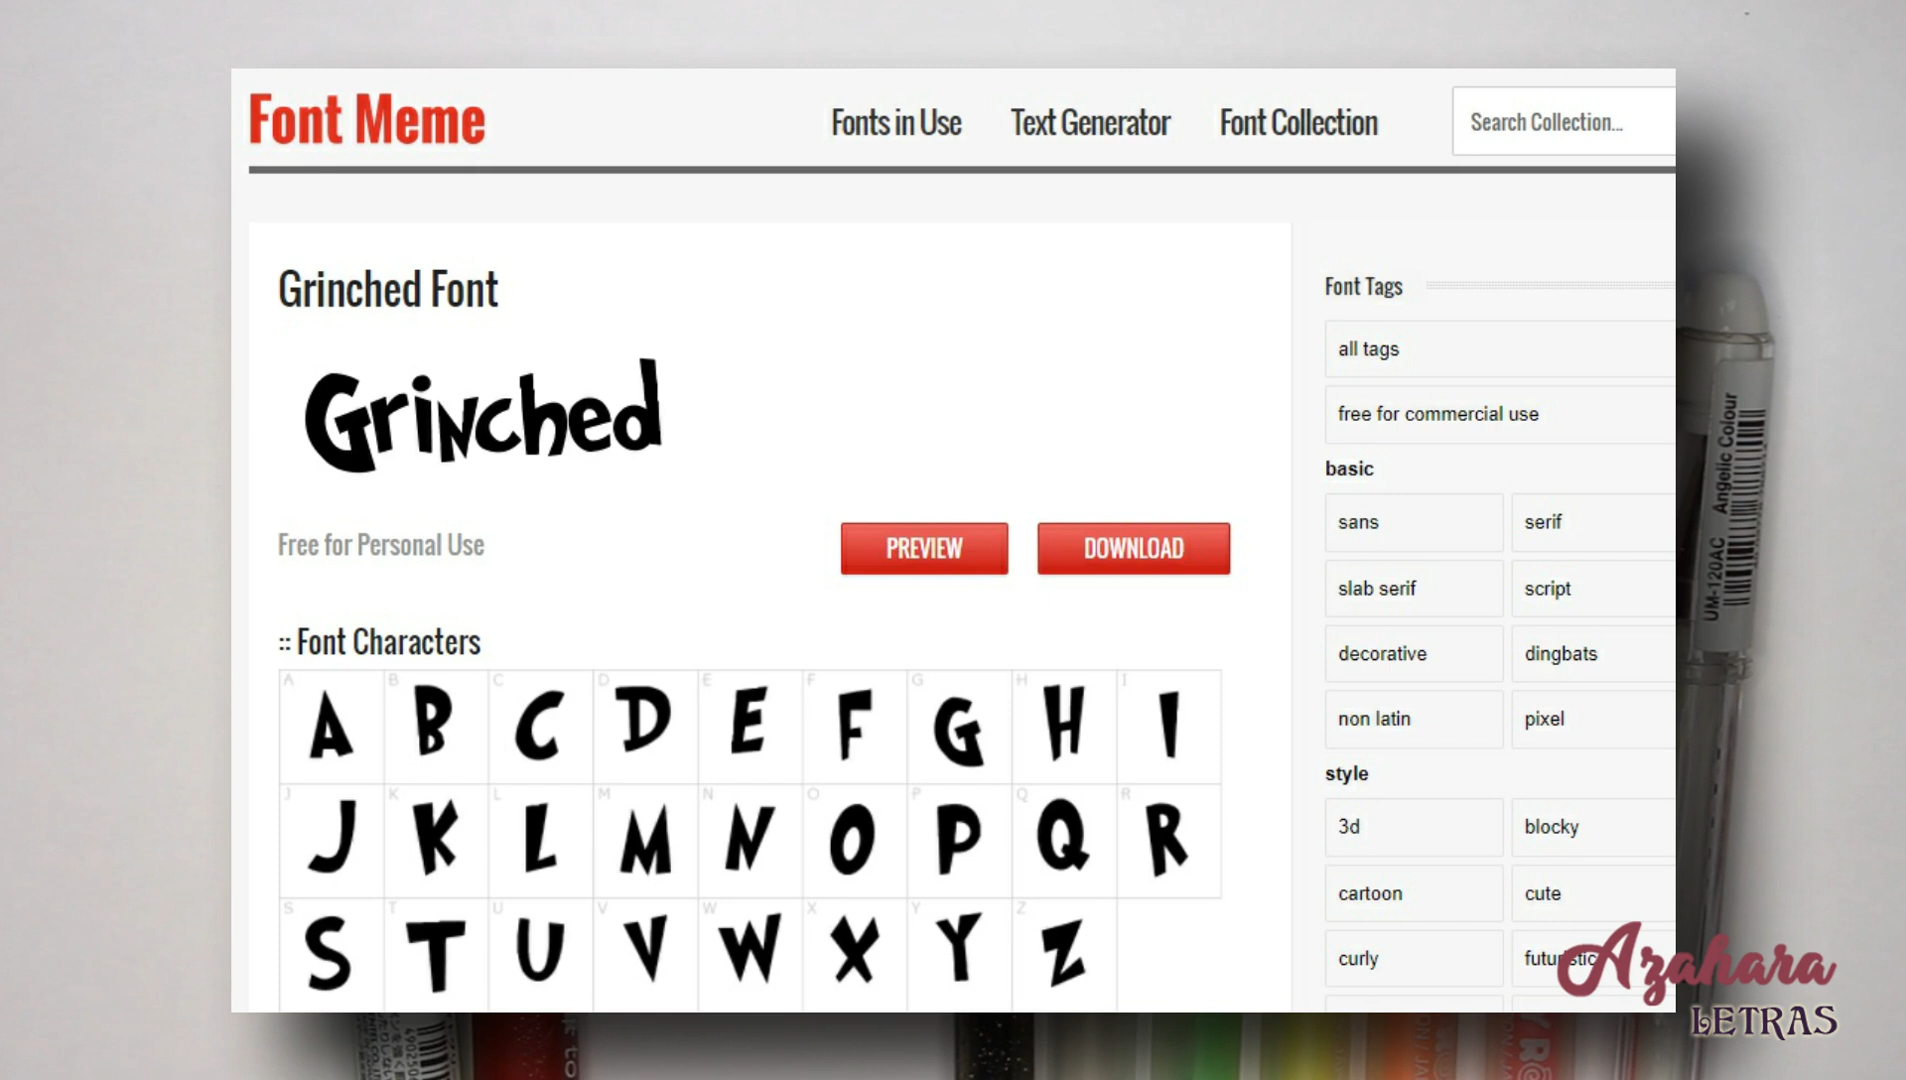 Font Meme
Fonts in Use
Text Generator
Font Collection
Search Collection...
Grinched Font
Grinched
Free for Personal Use
PREVIEW
DOWNLOAD
:: Font Characters
A B C D E F G H I
A B C D E F G H I
J K L M N O P Q R
J K L M N O P Q R
S T U V W X Y Z
S T U V W X Y Z
Font Tags
all tags
free for commercial use
basic
sans
serif
slab serif
script
decorative
dingbats
non latin
pixel
style
3d
blocky
cartoon
cute
curly
futuristic
Azahara
LETRAS
UM-120AC Angelic Colour